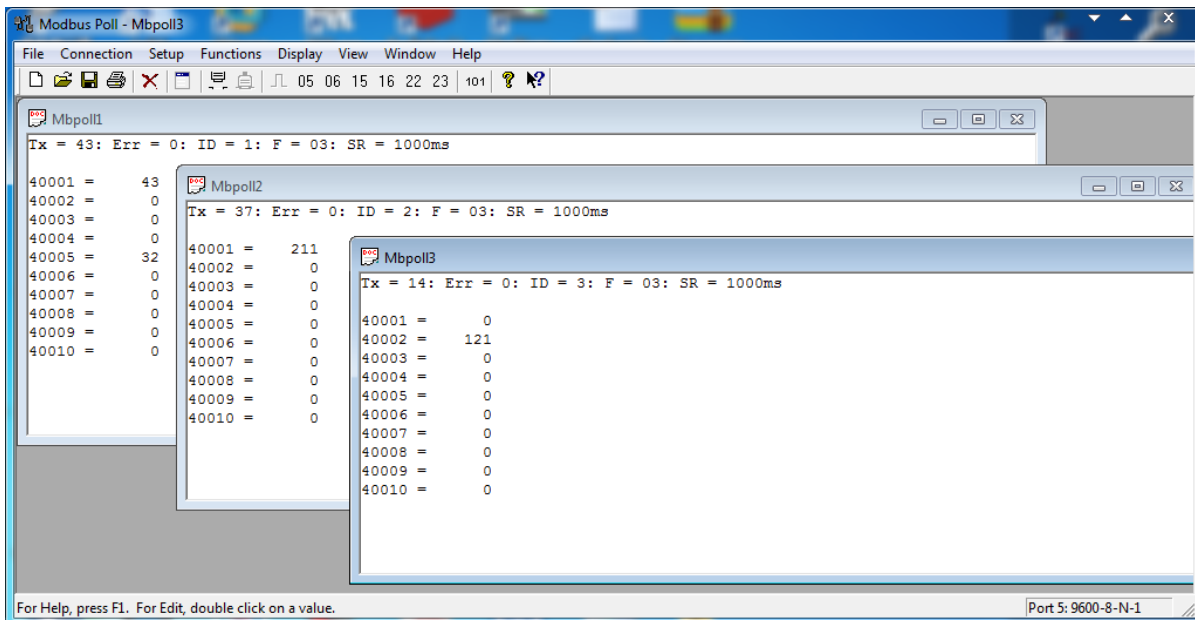 Modbus Poll - Mbpoll3
File Connection Setup Functions Display View Window Help
05 06 15 16 22 23 101
Mbpoll1
Tx = 43: Err = 0: ID = 1: F = 03: SR = 1000ms
40001 = 43
40002 = 0
40003 = 0
40004 = 0
40005 = 32
40006 = 0
40007 = 0
40008 = 0
40009 = 0
40010 = 0
Mbpoll2
Tx = 37: Err = 0: ID = 2: F = 03: SR = 1000ms
40001 = 211
40002 = 0
40003 = 0
40004 = 0
40005 = 0
40006 = 0
40007 = 0
40008 = 0
40009 = 0
40010 = 0
Mbpoll3
Tx = 14: Err = 0: ID = 3: F = 03: SR = 1000ms
40001 = 0
40002 = 121
40003 = 0
40004 = 0
40005 = 0
40006 = 0
40007 = 0
40008 = 0
40009 = 0
40010 = 0
For Help, press F1. For Edit, double click on a value.
Port 5: 9600-8-N-1